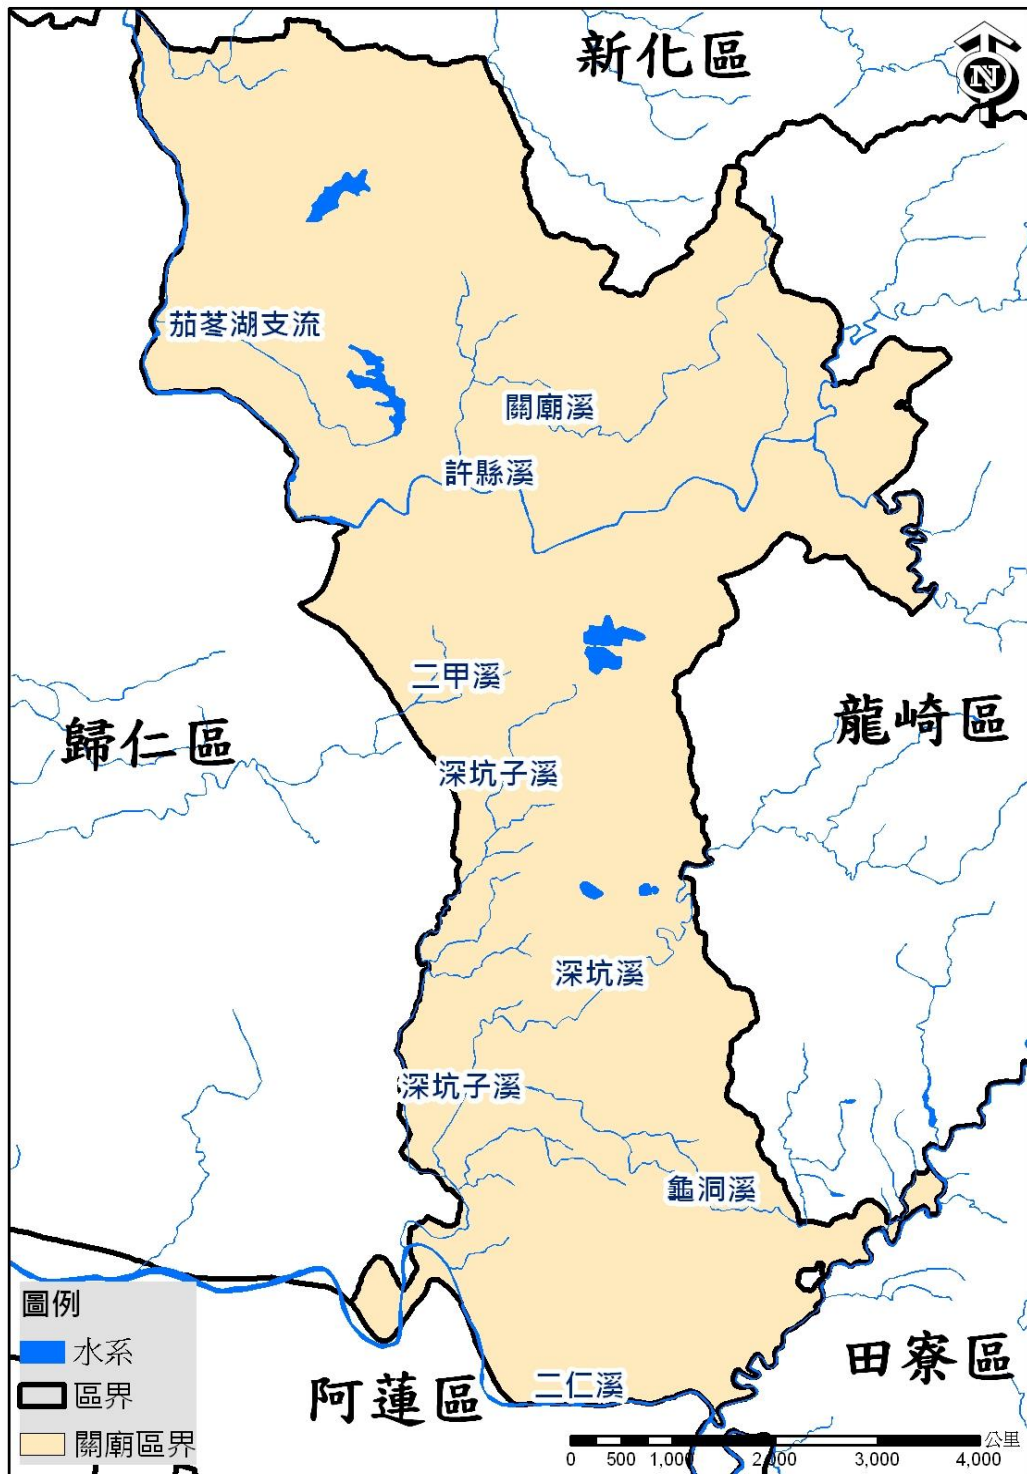 新化區
N
茄苳湖支流
關廟溪
許縣溪
二甲溪
歸仁區
龍崎區
深坑子溪
深坑溪
深坑子溪
龜洞溪
圖例
水系
區界
關廟區界
阿蓮區
二仁溪
田寮區
公里
0 500 1,000 2,000 3,000 4,000